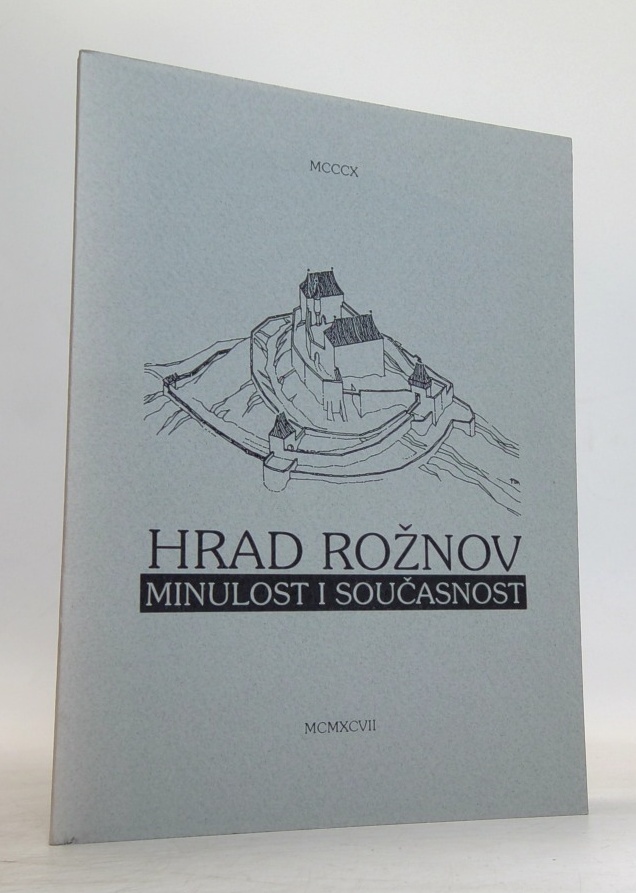 MCCCX
HRAD ROŽNOV
MINULOST I SOUČASNOST
MCMXCVII